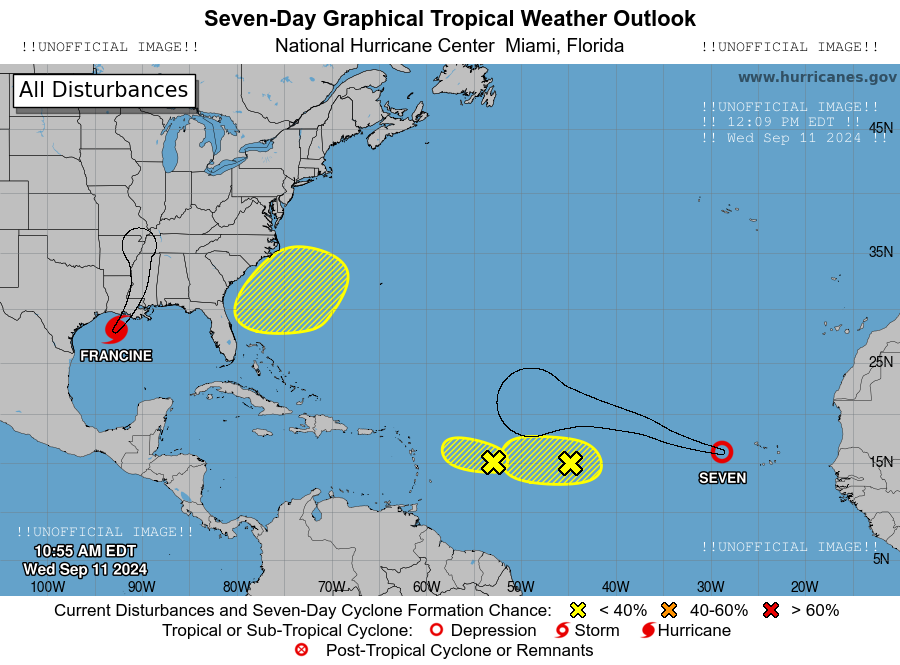 Seven-Day Graphical Tropical Weather Outlook
!!UNOFFICIAL IMAGE!! National Hurricane Center Miami, Florida !!UNOFFICIAL IMAGE!!
All Disturbances
www.hurricanes.gov
!!UNOFFICIAL IMAGE!!
!! 12:09 PM EDT !!
!! Wed Sep 11 2024 !!
45N
35N
FRANCINE
25N
15N
SEVEN
!!UNOFFICIAL IMAGE!!
!!UNOFFICIAL IMAGE!!
10:55 AM EDT
Wed Sep 11 2024
5N
100W 90W 80W 70W 60W 50W 40W 30W 20W
Current Disturbances and Seven-Day Cyclone Formation Chance: < 40% 40-60% > 60%
Tropical or Sub-Tropical Cyclone: Depression Storm Hurricane
Post-Tropical Cyclone or Remnants